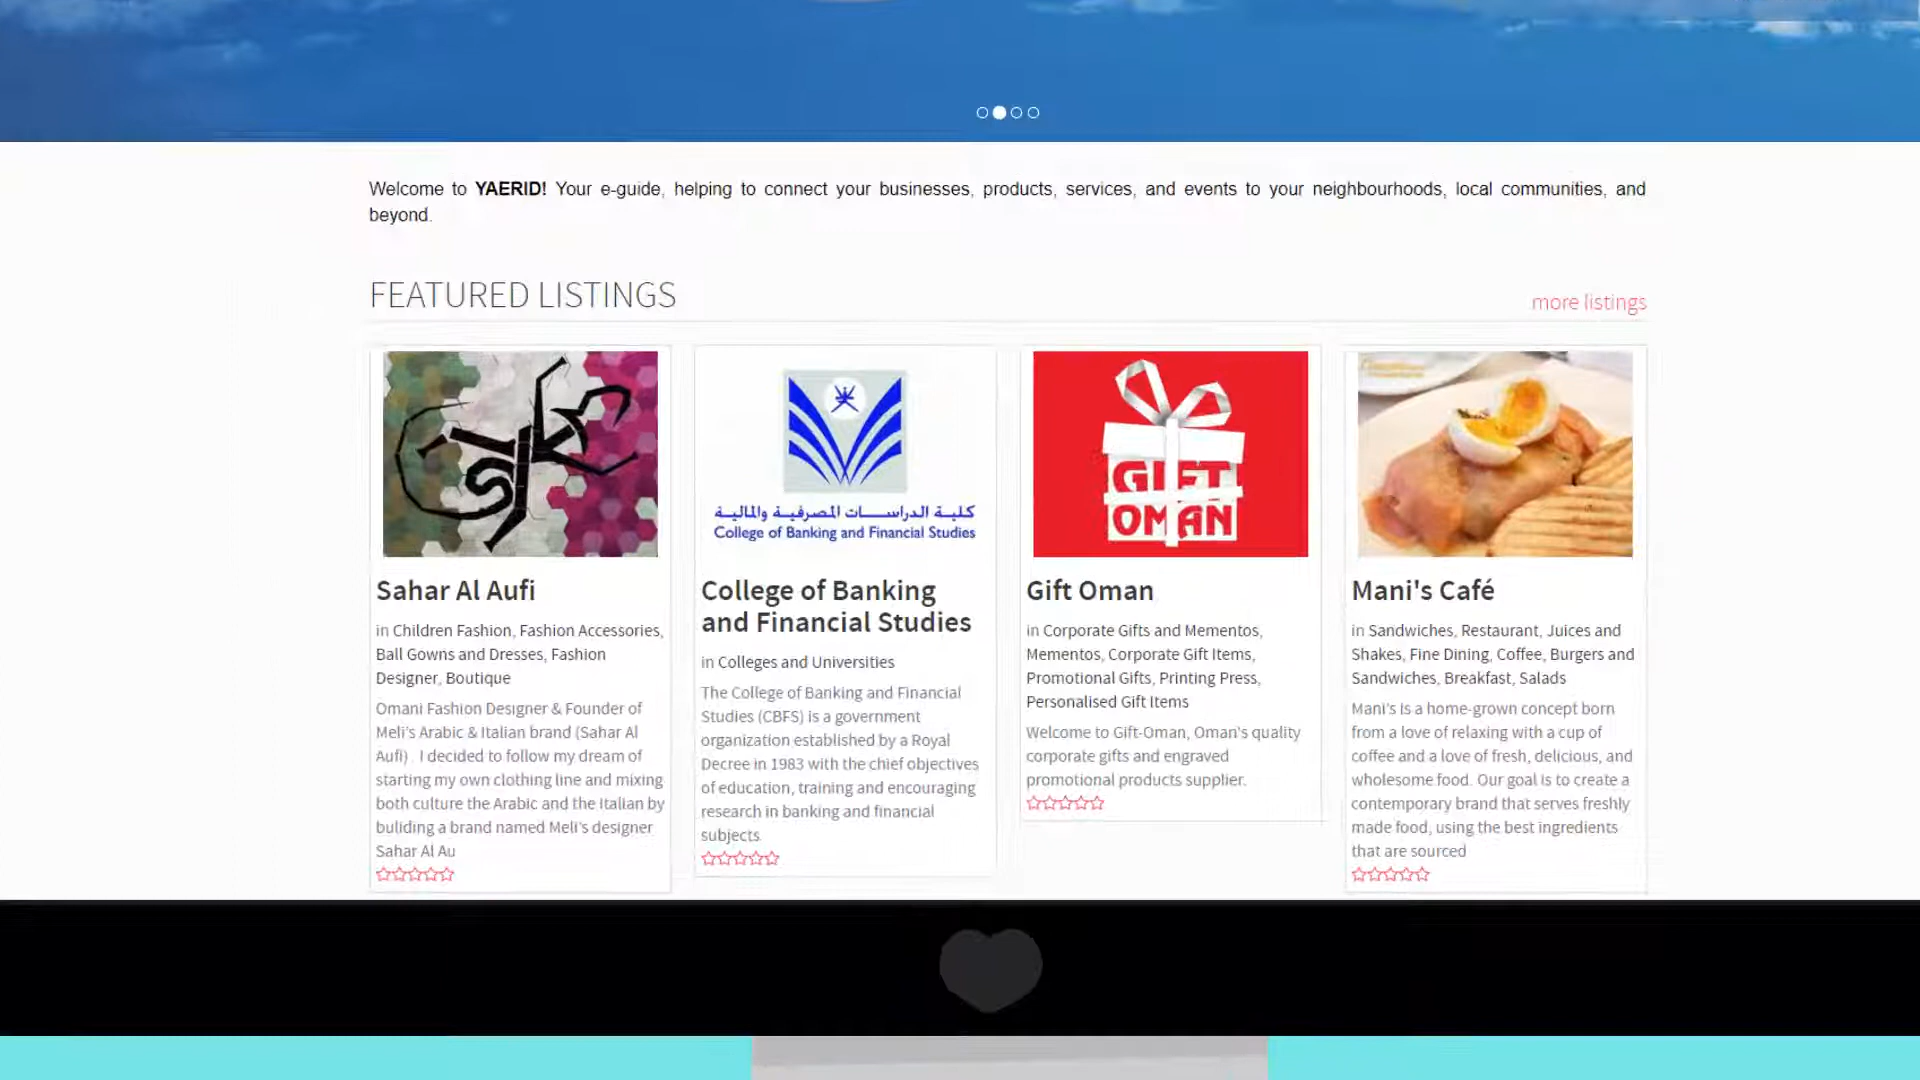 Welcome to YAERID! Your e-guide, helping to connect your businesses, products, services, and events to your neighbourhoods, local communities, and
beyond.
FEATURED LISTINGS
more listings
Sahar Al Aufi
in Children Fashion, Fashion Accessories,
Ball Gowns and Dresses, Fashion
Designer, Boutique
Omani Fashion Designer & Founder of
Meli's Arabic & Italian brand (Sahar Al
Aufi) . I decided to follow my dream of
starting my own clothing line and mixing
both culture the Arabic and the Italian by
buliding a brand named Meli's designer
Sahar Al Au
كلية الدراسات المصرفية والمالية
College of Banking and Financial Studies
College of Banking
and Financial Studies
in Colleges and Universities
The College of Banking and Financial
Studies (CBFS) is a government
organization established by a Royal
Decree in 1983 with the chief objectives
of education, training and encouraging
research in banking and financial
subjects.
GIFT
OMAN
Gift Oman
in Corporate Gifts and Mementos,
Mementos, Corporate Gift Items,
Promotional Gifts, Printing Press,
Personalised Gift Items
Welcome to Gift-Oman, Oman's quality
corporate gifts and engraved
promotional products supplier.
Mani's Café
in Sandwiches, Restaurant, Juices and
Shakes, Fine Dining, Coffee, Burgers and
Sandwiches, Breakfast, Salads
Mani's is a home-grown concept born
from a love of relaxing with a cup of
coffee and a love of fresh, delicious, and
wholesome food. Our goal is to create a
contemporary brand that serves freshly
made food, using the best ingredients
that are sourced